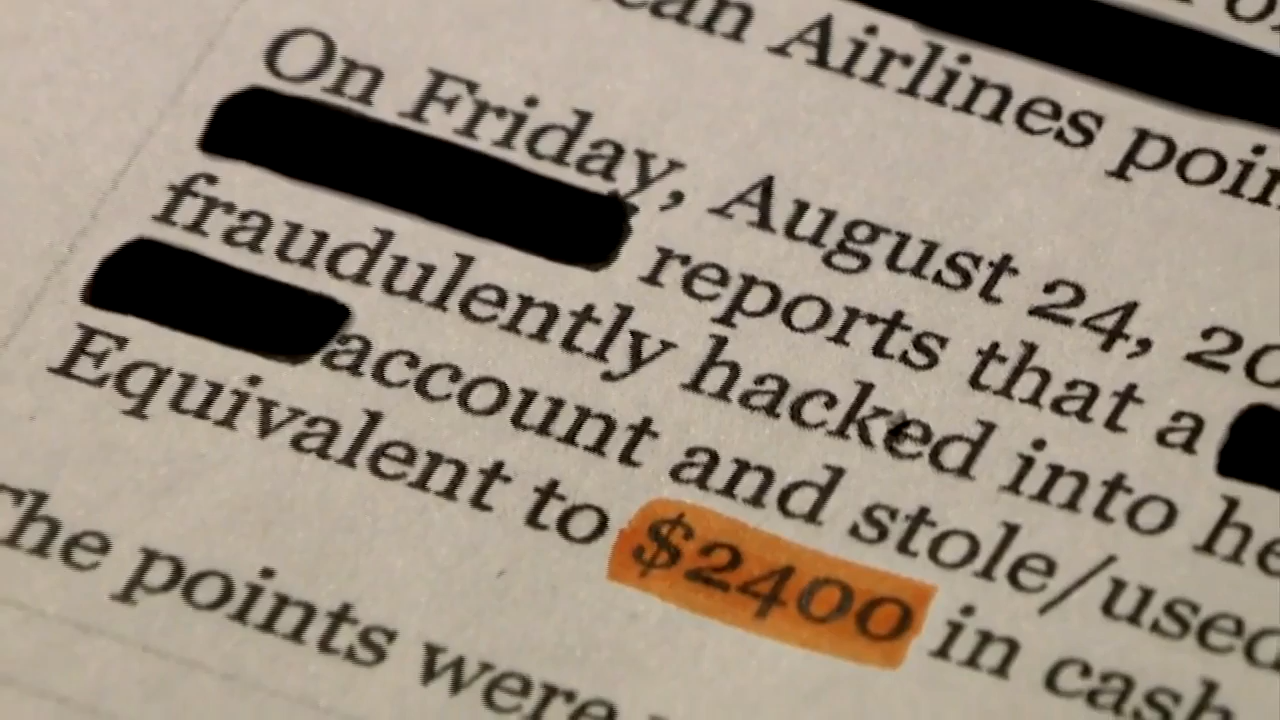 can Airlines poin
On Friday, August 24, 20
reports that a
fraudulently hacked into he
account and stole/used
Equivalent to $2400 in cash
The points were